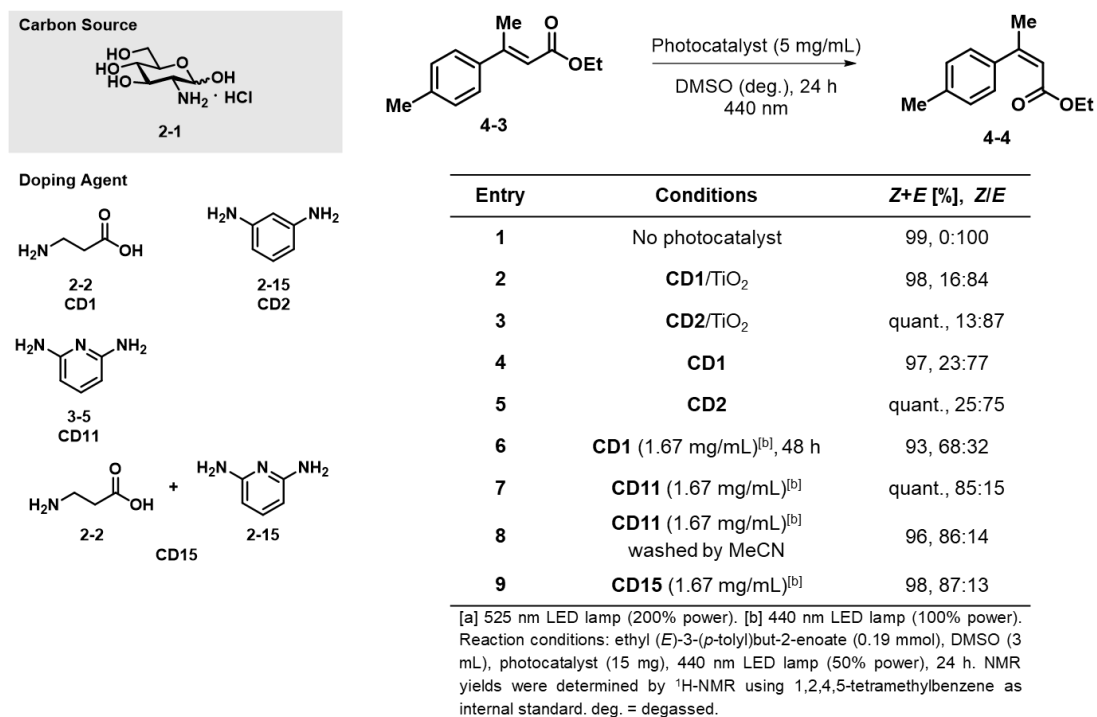 Carbon Source
HO
HO
HO
O
OH
NH2 · HCl
2-1
Me
O
OEt
Me
4-3
Photocatalyst (5 mg/mL)
DMSO (deg.), 24 h
440 nm
Me
Me
O
OEt
4-4
Doping Agent
H2N
O
OH
2-2
CD1
H2N
NH2
2-15
CD2
H2N
N
NH2
3-5
CD11
H2N
O
OH
2-2
+
H2N
N
NH2
2-15
CD15
Entry Conditions Z+E [%], Z/E
1 No photocatalyst 99, 0:100
2 CD1/TiO2 98, 16:84
3 CD2/TiO2 quant., 13:87
4 CD1 97, 23:77
5 CD2 quant., 25:75
6 CD1 (1.67 mg/mL)[b], 48 h 93, 68:32
7 CD11 (1.67 mg/mL)[b] quant., 85:15
8 CD11 (1.67 mg/mL)[b] washed by MeCN 96, 86:14
9 CD15 (1.67 mg/mL)[b] 98, 87:13
[a] 525 nm LED lamp (200% power). [b] 440 nm LED lamp (100% power).
Reaction conditions: ethyl (E)-3-(p-tolyl)but-2-enoate (0.19 mmol), DMSO (3
mL), photocatalyst (15 mg), 440 nm LED lamp (50% power), 24 h. NMR
yields were determined by 1H-NMR using 1,2,4,5-tetramethylbenzene as
internal standard. deg. = degassed.